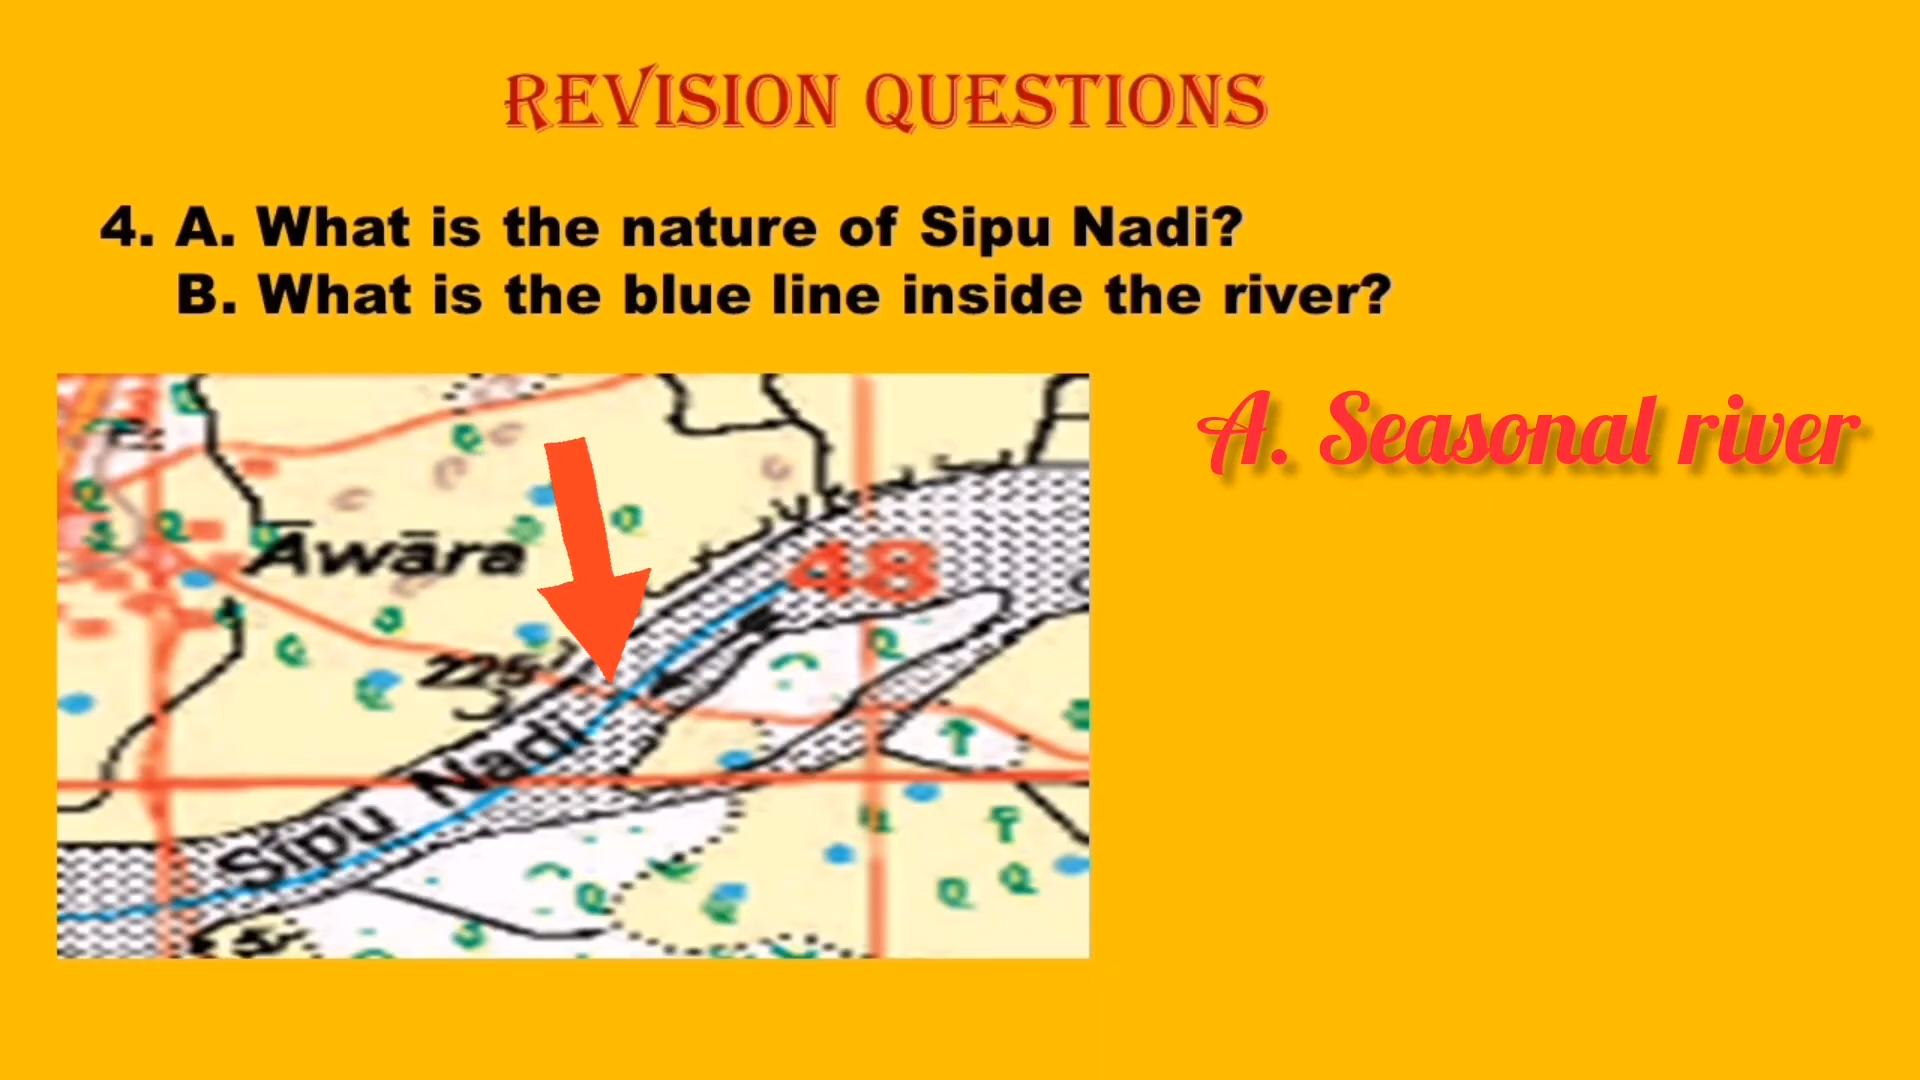 REVISION QUESTIONS
4. A. What is the nature of Sipu Nadi?
B. What is the blue line inside the river?
A. Seasonal river
Awāra
48
225
Sipu Nadi